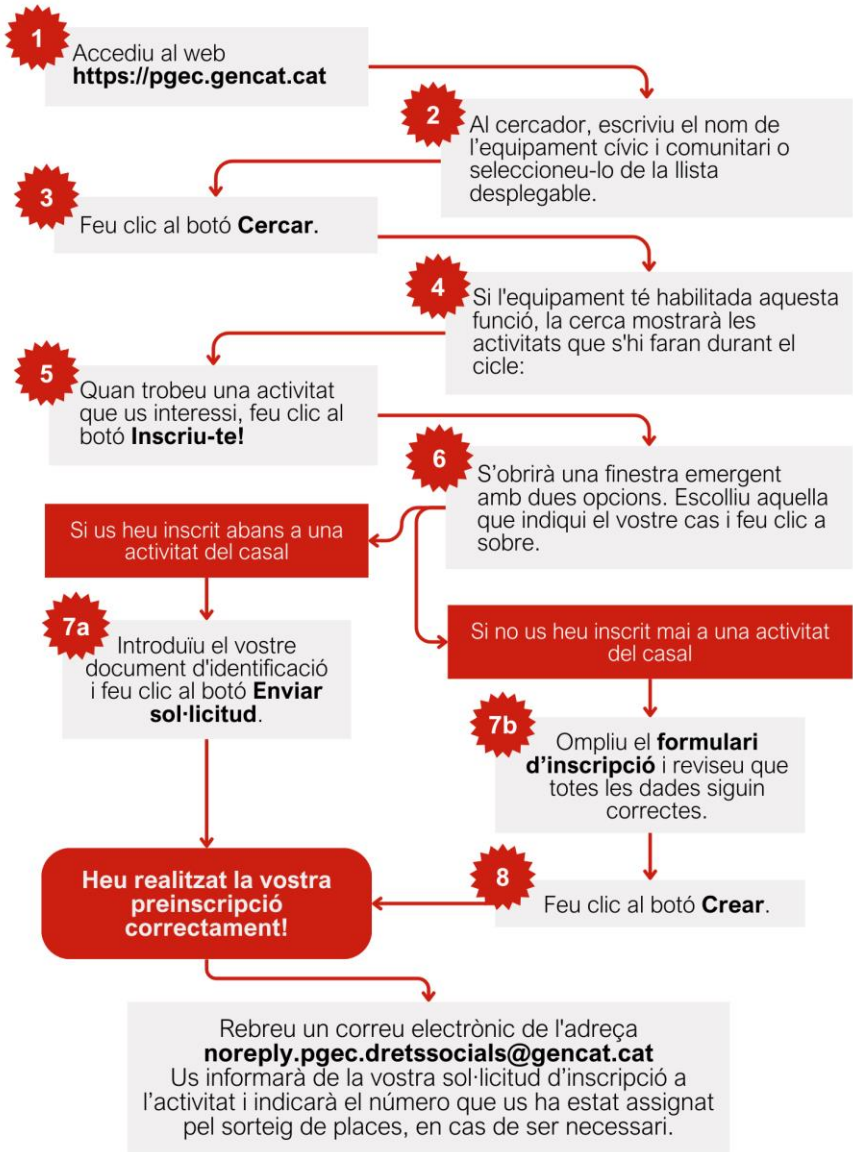 1
Accediu al web
https://pgec.gencat.cat
2
Al cercador, escriviu el nom de
l'equipament cívic i comunitari o
seleccioneu-lo de la llista
desplegable.
3
Feu clic al botó Cercar.
4
Si l'equipament té habilitada aquesta
funció, la cerca mostrarà les
activitats que s'hi faran durant el
cicle:
5
Quan trobeu una activitat
que us interessi, feu clic al
botó Inscriu-te!
6
S’obrirà una finestra emergent
amb dues opcions. Escolliu aquella
que indiqui el vostre cas i feu clic a
sobre.
Si us heu inscrit abans a una
activitat del casal
7a
Introduïu el vostre
document d'identificació
i feu clic al botó Enviar
sol·licitud.
Si no us heu inscrit mai a una activitat
del casal
7b
Ompliu el formulari
d’inscripció i reviseu que
totes les dades siguin
correctes.
8
Feu clic al botó Crear.
Heu realitzat la vostra
preinscripció
correctament!
Rebreu un correu electrònic de l'adreça
noreply.pgec.dretssocials@gencat.cat
Us informarà de la vostra sol·licitud d’inscripció a
l’activitat i indicarà el número que us ha estat assignat
pel sorteig de places, en cas de ser necessari.